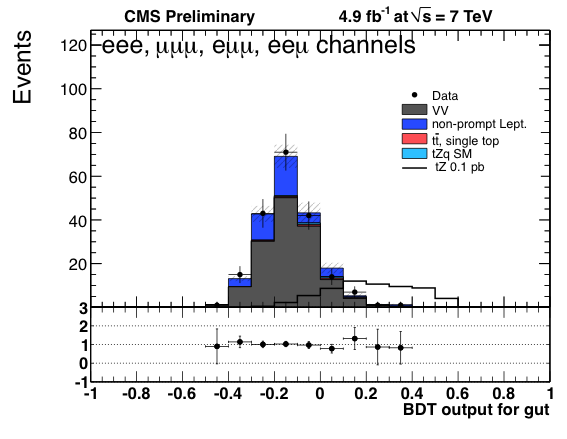 CMS Preliminary 4.9 fb-1 at √s = 7 TeV
Events
eee, μμμ, eμμ, eeμ channels
120
100
80
60
40
20
Data
VV
non-prompt Lept.
tt̄, single top
tZq SM
tZ 0.1 pb
3
2
1
0
-1
-1 -0.8 -0.6 -0.4 -0.2 0 0.2 0.4 0.6 0.8 1
BDT output for gut